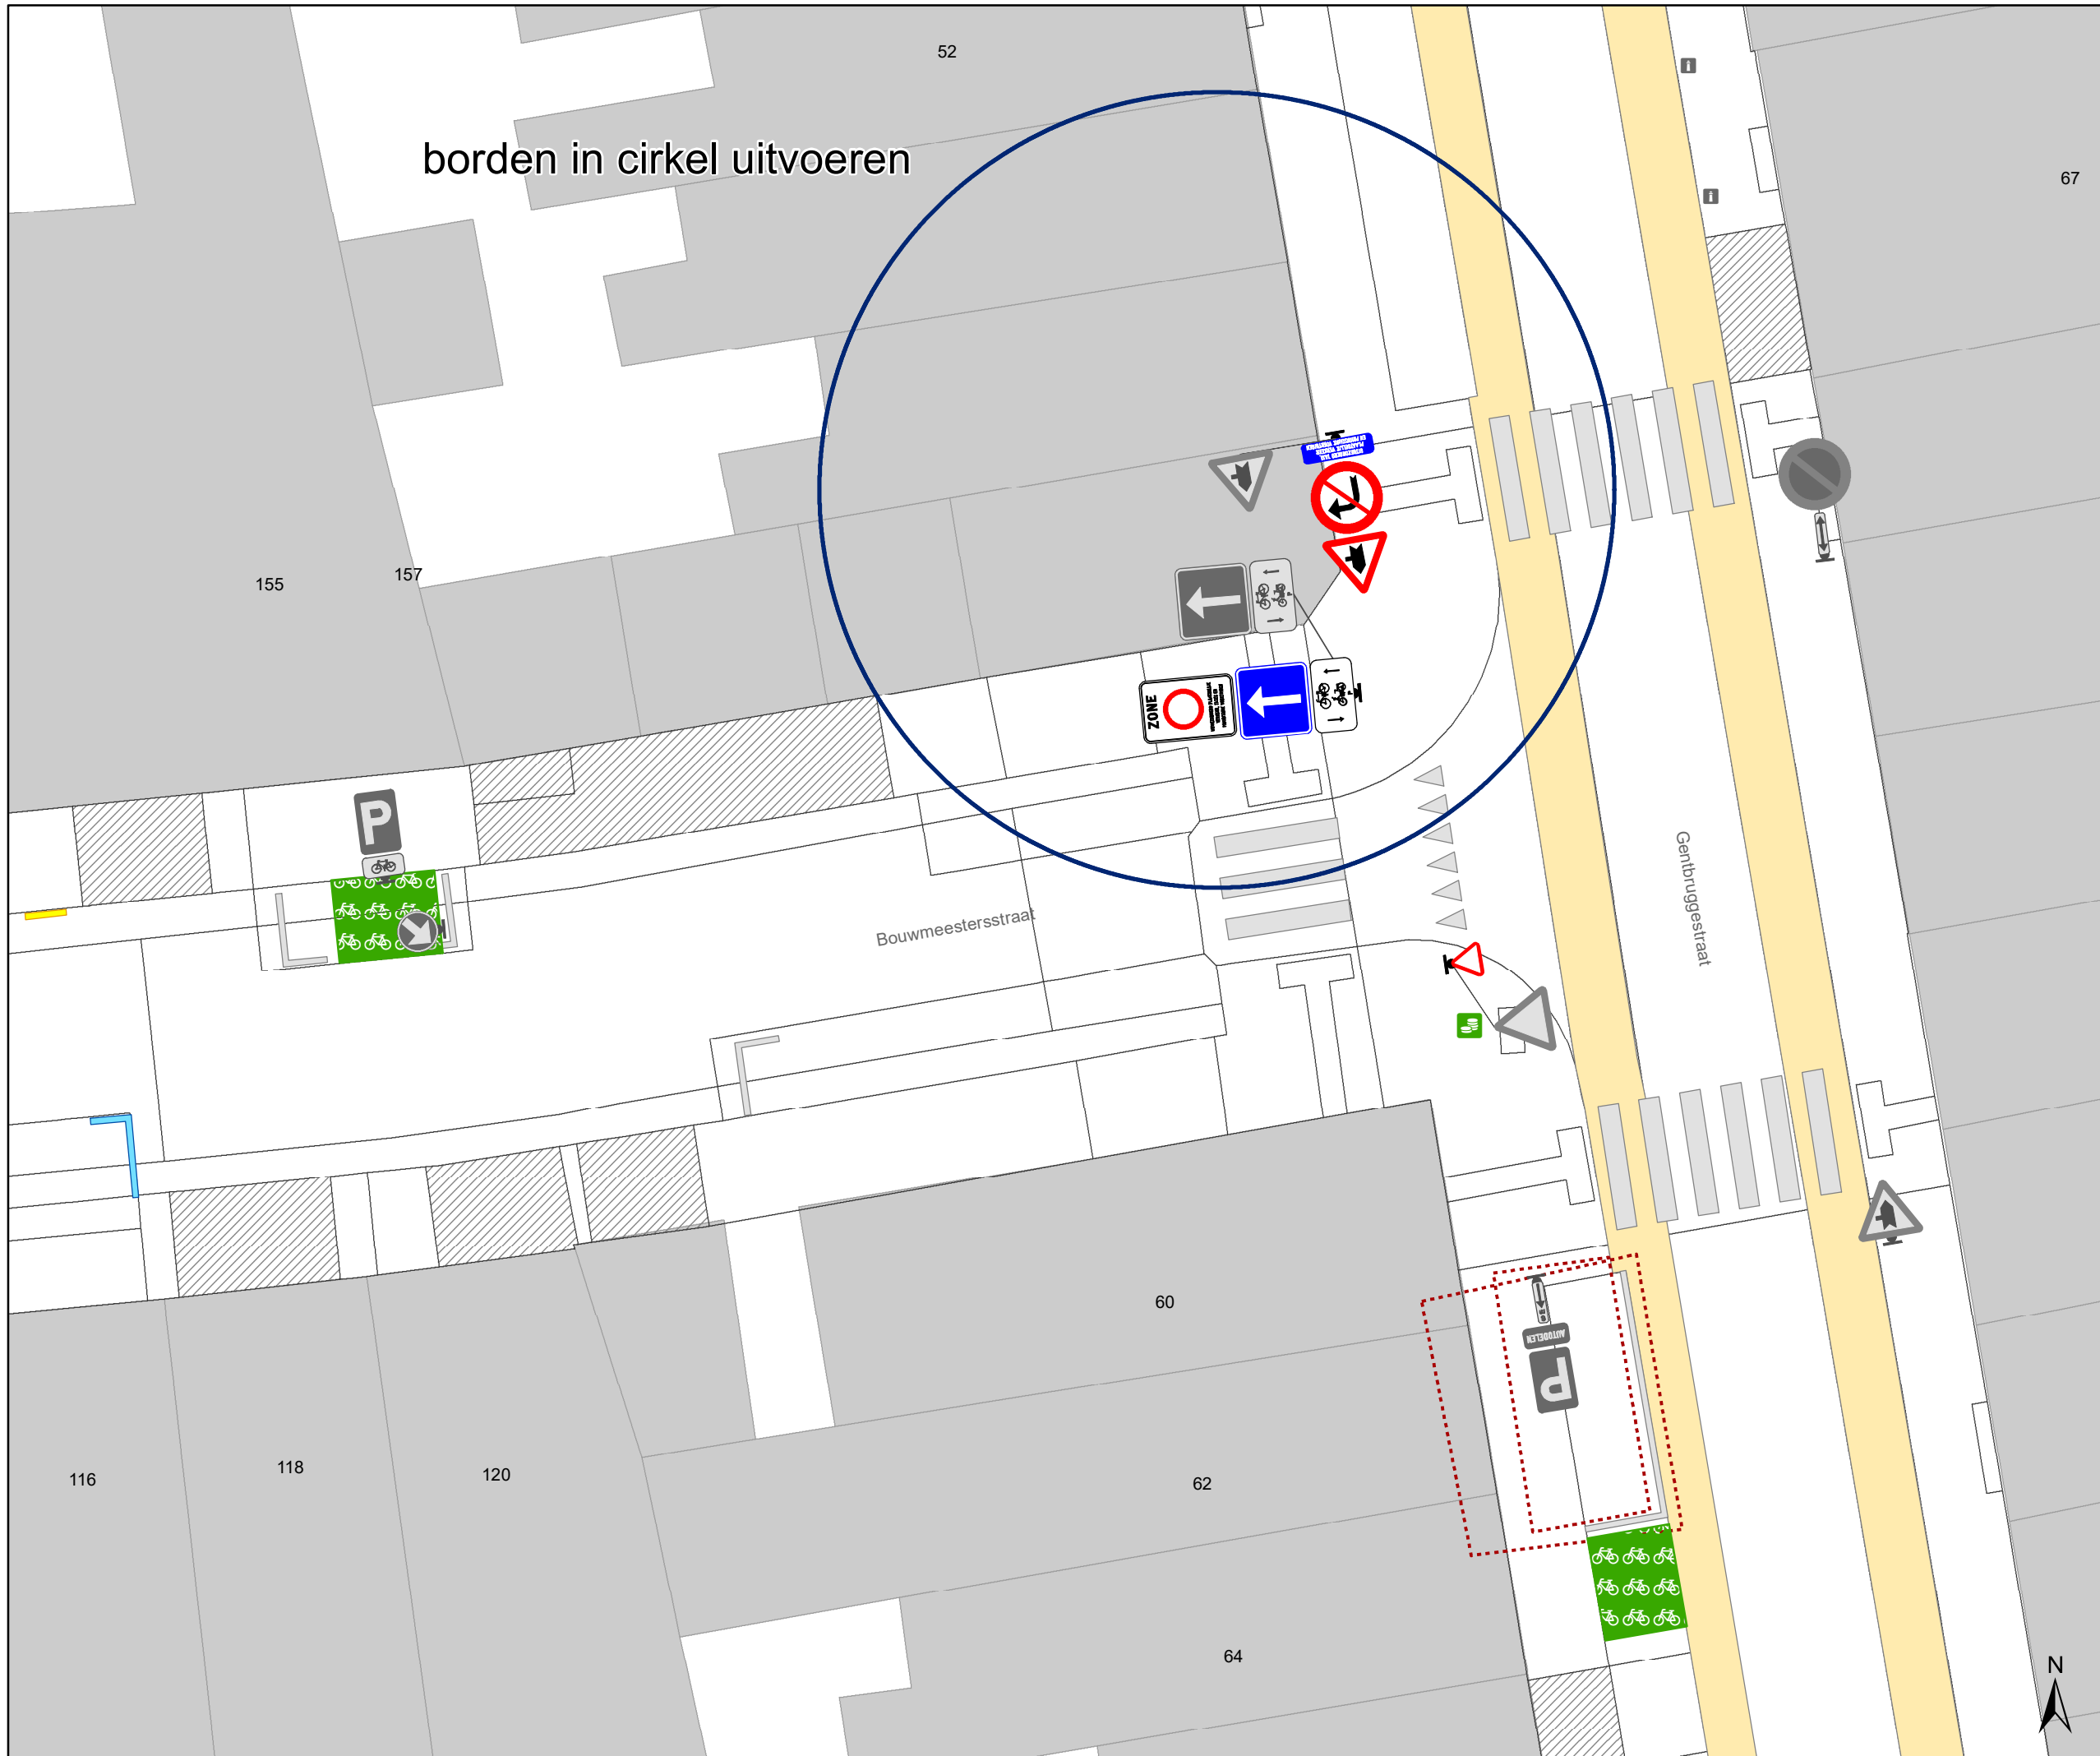 52
borden in cirkel uitvoeren
67
155
157
ZONE
P
Bouwmeestersstraat
Gentbruggestraat
60
AUTODELEN
P
116
118
120
62
64
N